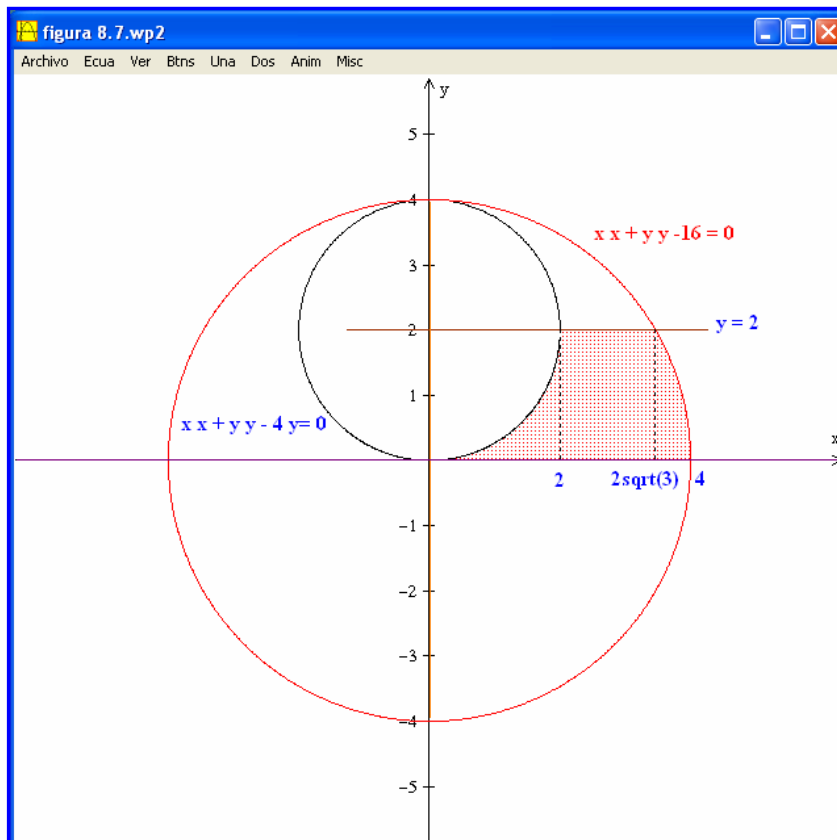 figura 8.7.wp2
Archivo Ecua Ver Btns Una Dos Anim Misc
y
5
4
x x + y y -16 = 0
3
2
y = 2
1
x x + y y - 4 y= 0
x
2
2sqrt(3)
4
-1
-2
-3
-4
-5